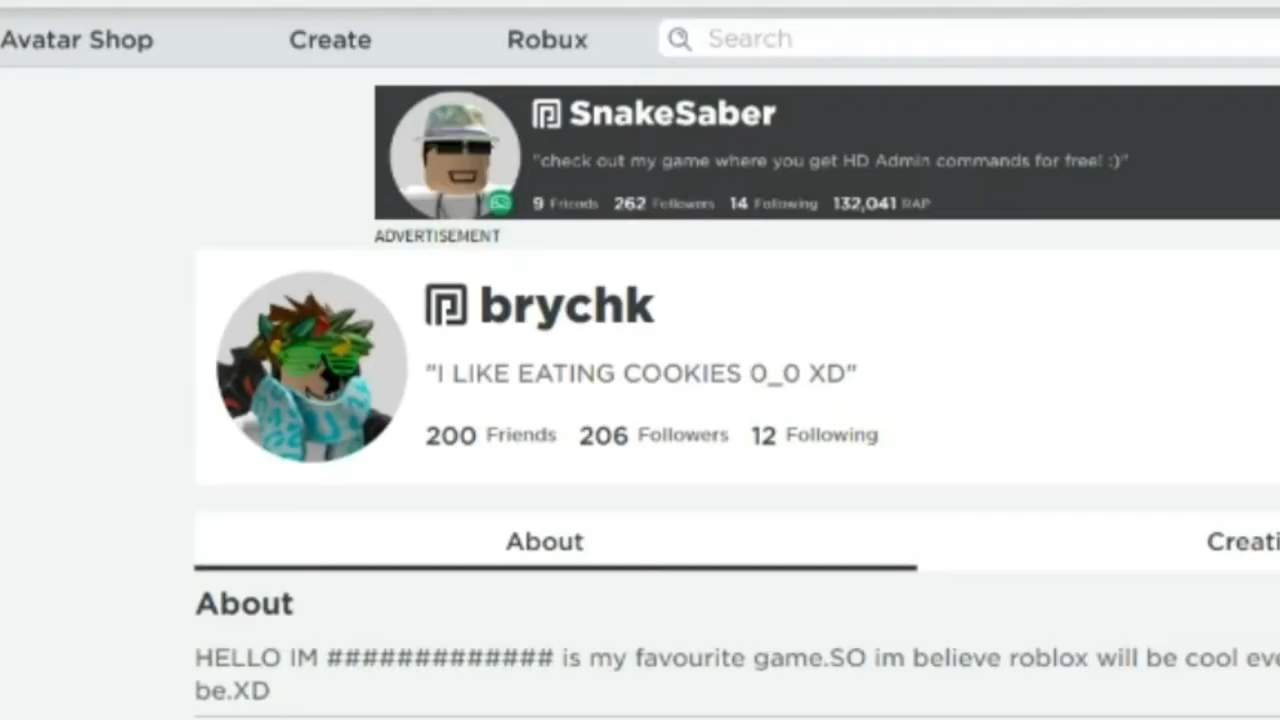 Avatar Shop Create Robux Search
SnakeSaber
"check out my game where you get HD Admin commands for free! :)"
9 Friends 262 Followers 14 Following 132,041 RAP
ADVERTISEMENT
brychk
"I LIKE EATING COOKIES 0_0 XD"
200 Friends 206 Followers 12 Following
About Creati
About
HELLO IM ############# is my favourite game.SO im believe roblox will be cool eve
be.XD